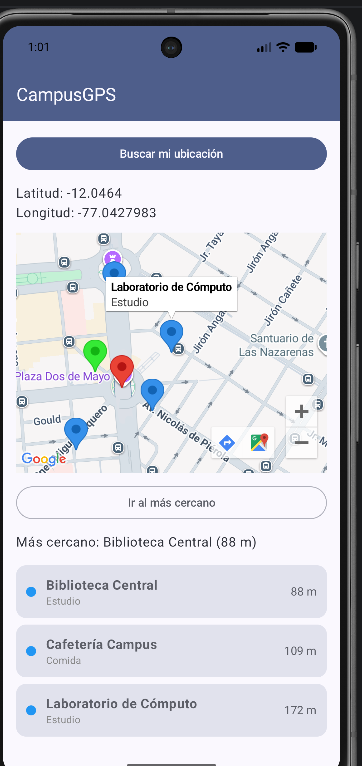 1:01
CampusGPS
Buscar mi ubicación
Latitud: -12.0464
Longitud: -77.0427983
Laboratorio de Cómputo
Estudio
Jirón Cañete
Santuario de
Las Nazarenas
Plaza Dos de Mayo
Av. Nicolás de Piérola
Gould
Google
+
−
Ir al más cercano
Más cercano: Biblioteca Central (88 m)
Biblioteca Central
Estudio
88 m
Cafetería Campus
Comida
109 m
Laboratorio de Cómputo
Estudio
172 m